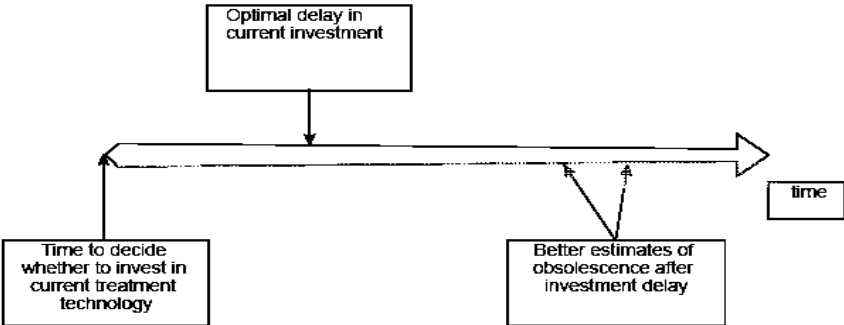 Optimal delay in
current investment
time
Time to decide
whether to invest in
current treatment
technology
Better estimates of
obsolescence after
investment delay